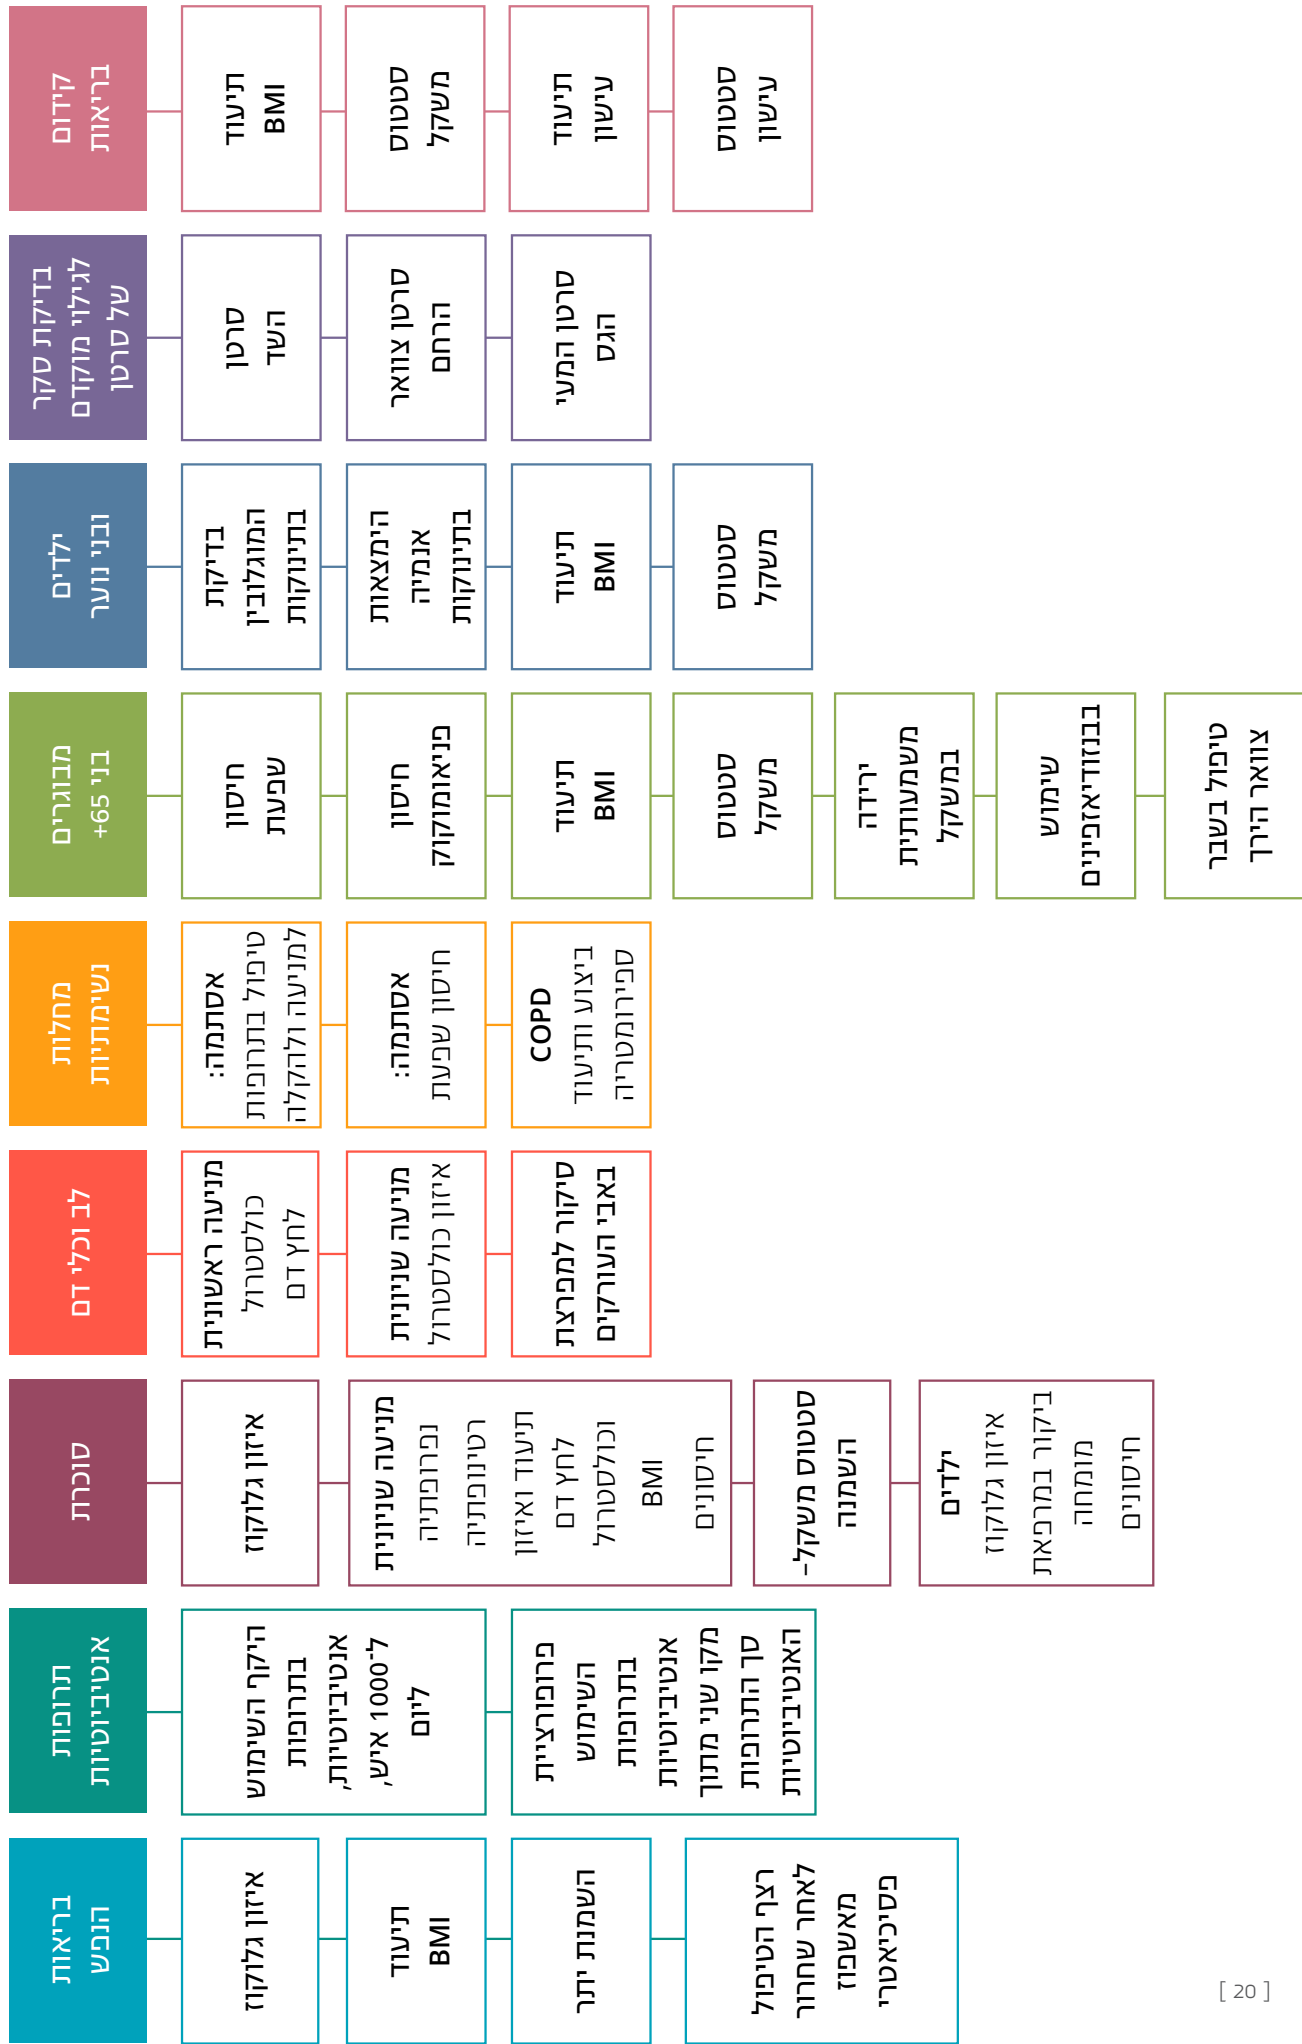 קידום
בריאות
תיעוד
BMI
סטטוס
משקל
תיעוד
עישון
סטטוס
עישון
בדיקת סקר
לגילוי מוקדם
של סרטן
סרטן
השד
סרטן צוואר
הרחם
סרטן המעי
הגס
ילדים
ובני נוער
בדיקת
המוגלובין
בתינוקות
הימצאות
אנמיה
בתינוקות
תיעוד
BMI
סטטוס
משקל
מבוגרים
בני 65+
חיסון
שפעת
חיסון
פניאומוקוק
תיעוד
BMI
סטטוס
משקל
ירידה
משמעותית
במשקל
שימוש
בבנזודיאזפינים
טיפול בשבר
צוואר הירך
מחלות
נשימתיות
אסתמה:
טיפול בתרופות
למניעה ולהקלה
אסתמה:
חיסון שפעת
COPD
ביצוע ותיעוד
ספירומטריה
לב וכלי דם
מניעה ראשונית
כולסטרול
לחץ דם
מניעה שניונית
איזון כולסטרול
סיקור למפרצת
באבי העורקים
סוכרת
איזון גלוקוז
מניעה שניונית
נפרופתיה
רטינופתיה
תיעוד ואיזון
לחץ דם
וכולסטרול
BMI
חיסונים
סטטוס משקל–
השמנה
ילדים
איזון גלוקוז
ביקור במרפאת
מומחה
חיסונים
תרופות
אנטיביוטיות
היקף השימוש
בתרופות
אנטיביוטיות,
ל־1000 איש,
ליום
פרופורציית
השימוש
בתרופות
אנטיביוטיות
מקו שני מתוך
סך התרופות
האנטיביוטיות
בריאות
הנפש
איזון גלוקוז
תיעוד
BMI
השמנת יתר
רצף הטיפול
לאחר שחרור
מאשפוז
פסיכיאטרי
[ 20 ]